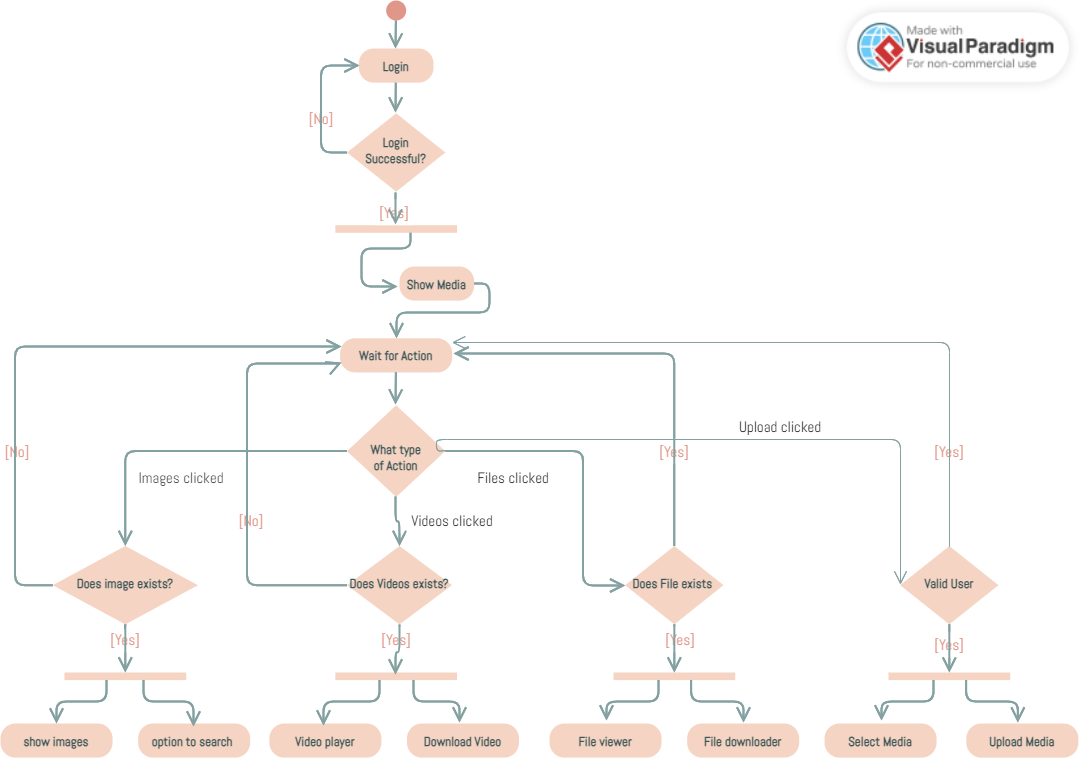 Made with
Visual Paradigm
For non-commercial use
Login
[No]
Login
Successful?
[Yes]
Show Media
Wait for Action
Upload clicked
[No]
What type
of Action
[Yes]
[Yes]
Images clicked
Files clicked
[No]
Videos clicked
Does image exists?
Does Videos exists?
Does File exists
Valid User
[Yes]
[Yes]
[Yes]
[Yes]
show images
option to search
Video player
Download Video
File viewer
File downloader
Select Media
Upload Media